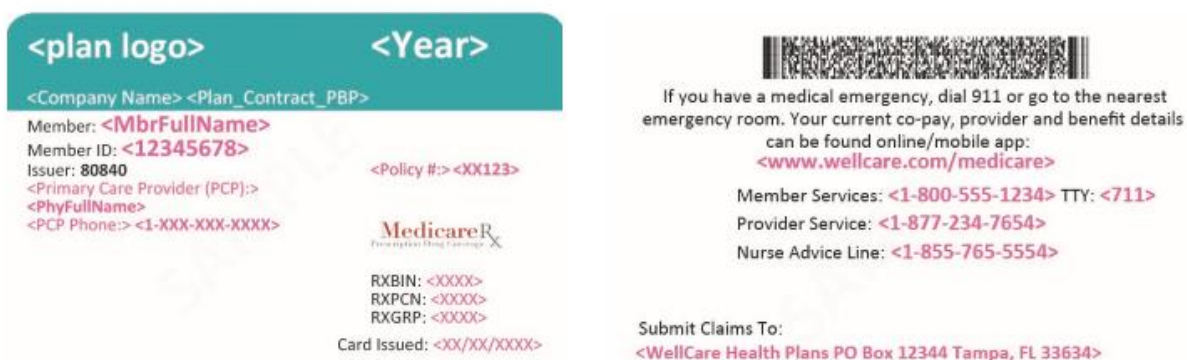 <plan logo>
<Year>
<Company Name> <Plan_Contract_PBP>
Member: <MbrFullName>
Member ID: <12345678>
Issuer: 80840
<Policy #:> <XX123>
<Primary Care Provider (PCP):>
<PhyFullName>
<PCP Phone:> <1-XXX-XXX-XXXX>
MedicareRx
Prescription Drug Coverage
RXBIN: <XXXX>
RXPCN: <XXXX>
RXGRP: <XXXX>
Card Issued: <XX/XX/XXXX>
SAMPLE
If you have a medical emergency, dial 911 or go to the nearest
emergency room. Your current co-pay, provider and benefit details
can be found online/mobile app:
<www.wellcare.com/medicare>
Member Services: <1-800-555-1234> TTY: <711>
Provider Service: <1-877-234-7654>
Nurse Advice Line: <1-855-765-5554>
Submit Claims To:
<WellCare Health Plans PO Box 12344 Tampa, FL 33634>
SAMPLE